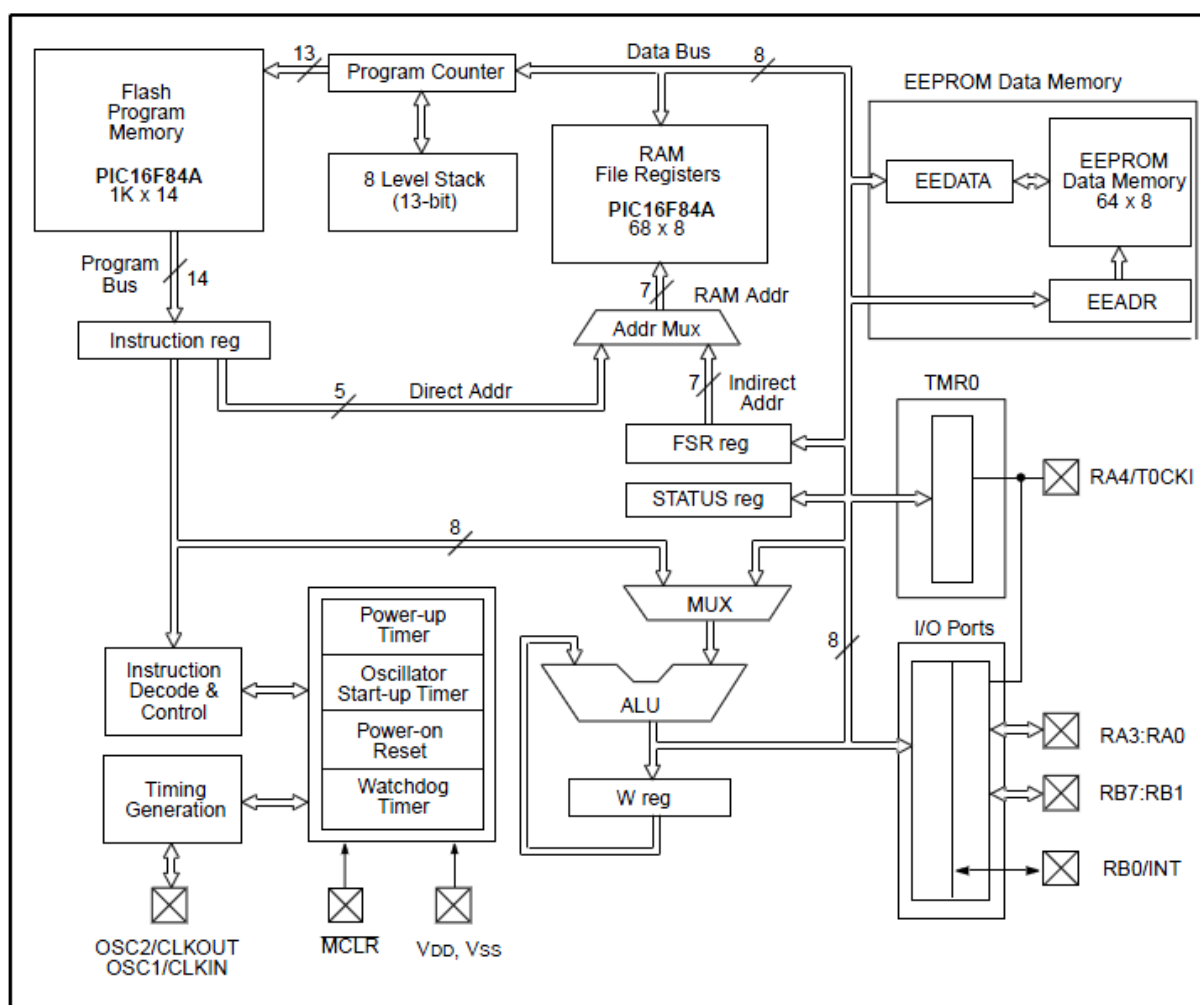 Flash
Program
Memory
PIC16F84A
1K x 14
13
Program Counter
8 Level Stack
(13-bit)
Data Bus
8
RAM
File Registers
PIC16F84A
68 x 8
EEPROM Data Memory
EEDATA
EEPROM
Data Memory
64 x 8
EEADR
Program
Bus
14
Instruction reg
7
RAM Addr
Addr Mux
5
Direct Addr
7
Indirect
Addr
FSR reg
STATUS reg
TMR0
RA4/T0CKI
8
MUX
ALU
W reg
8
I/O Ports
RA3:RA0
RB7:RB1
RB0/INT
Instruction
Decode &
Control
Timing
Generation
Power-up
Timer
Oscillator
Start-up Timer
Power-on
Reset
Watchdog
Timer
OSC2/CLKOUT
OSC1/CLKIN
MCLR
VDD, VSS